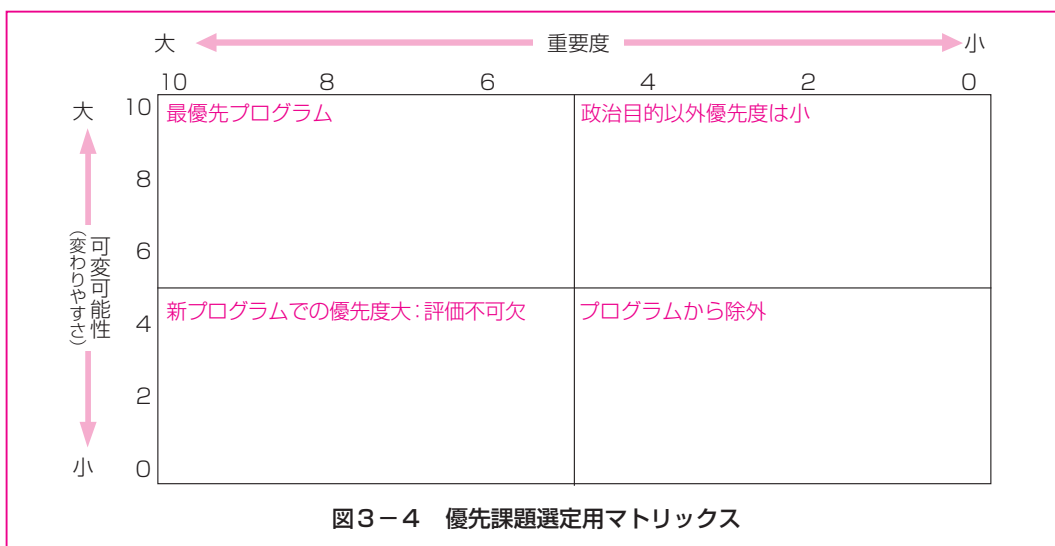 大 重要度 小
10 8 6 4 2 0
大
小
可変可能性
（変わりやすさ）
10
8
6
4
2
0
最優先プログラム
政治目的以外優先度は小
新プログラムでの優先度大：評価不可欠
プログラムから除外
図3－4 優先課題選定用マトリックス